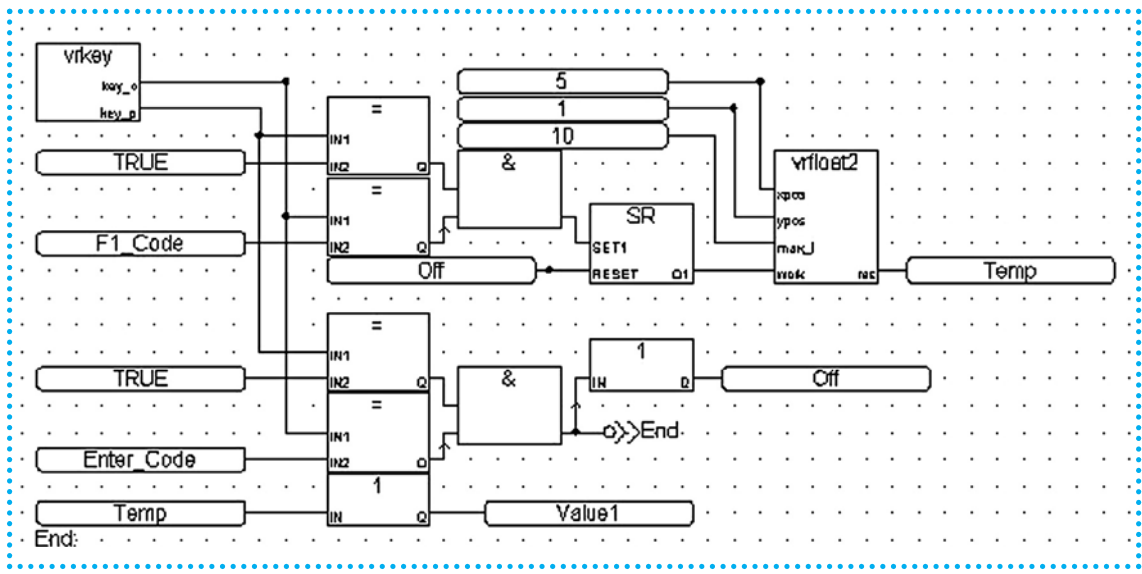 vrkey
key_o
key_p
=
IN1
IN2 Q
TRUE
=
IN1
IN2 Q
F1_Code
5
1
10
&
SR
SET1
RESET Q1
Off
vrfloat2
xpos
ypos
max_l
work rec
Temp
=
IN1
IN2 Q
TRUE
=
IN1
IN2 Q
Enter_Code
&
1
IN Q
Off
End
1
IN Q
Temp
Value1
End: